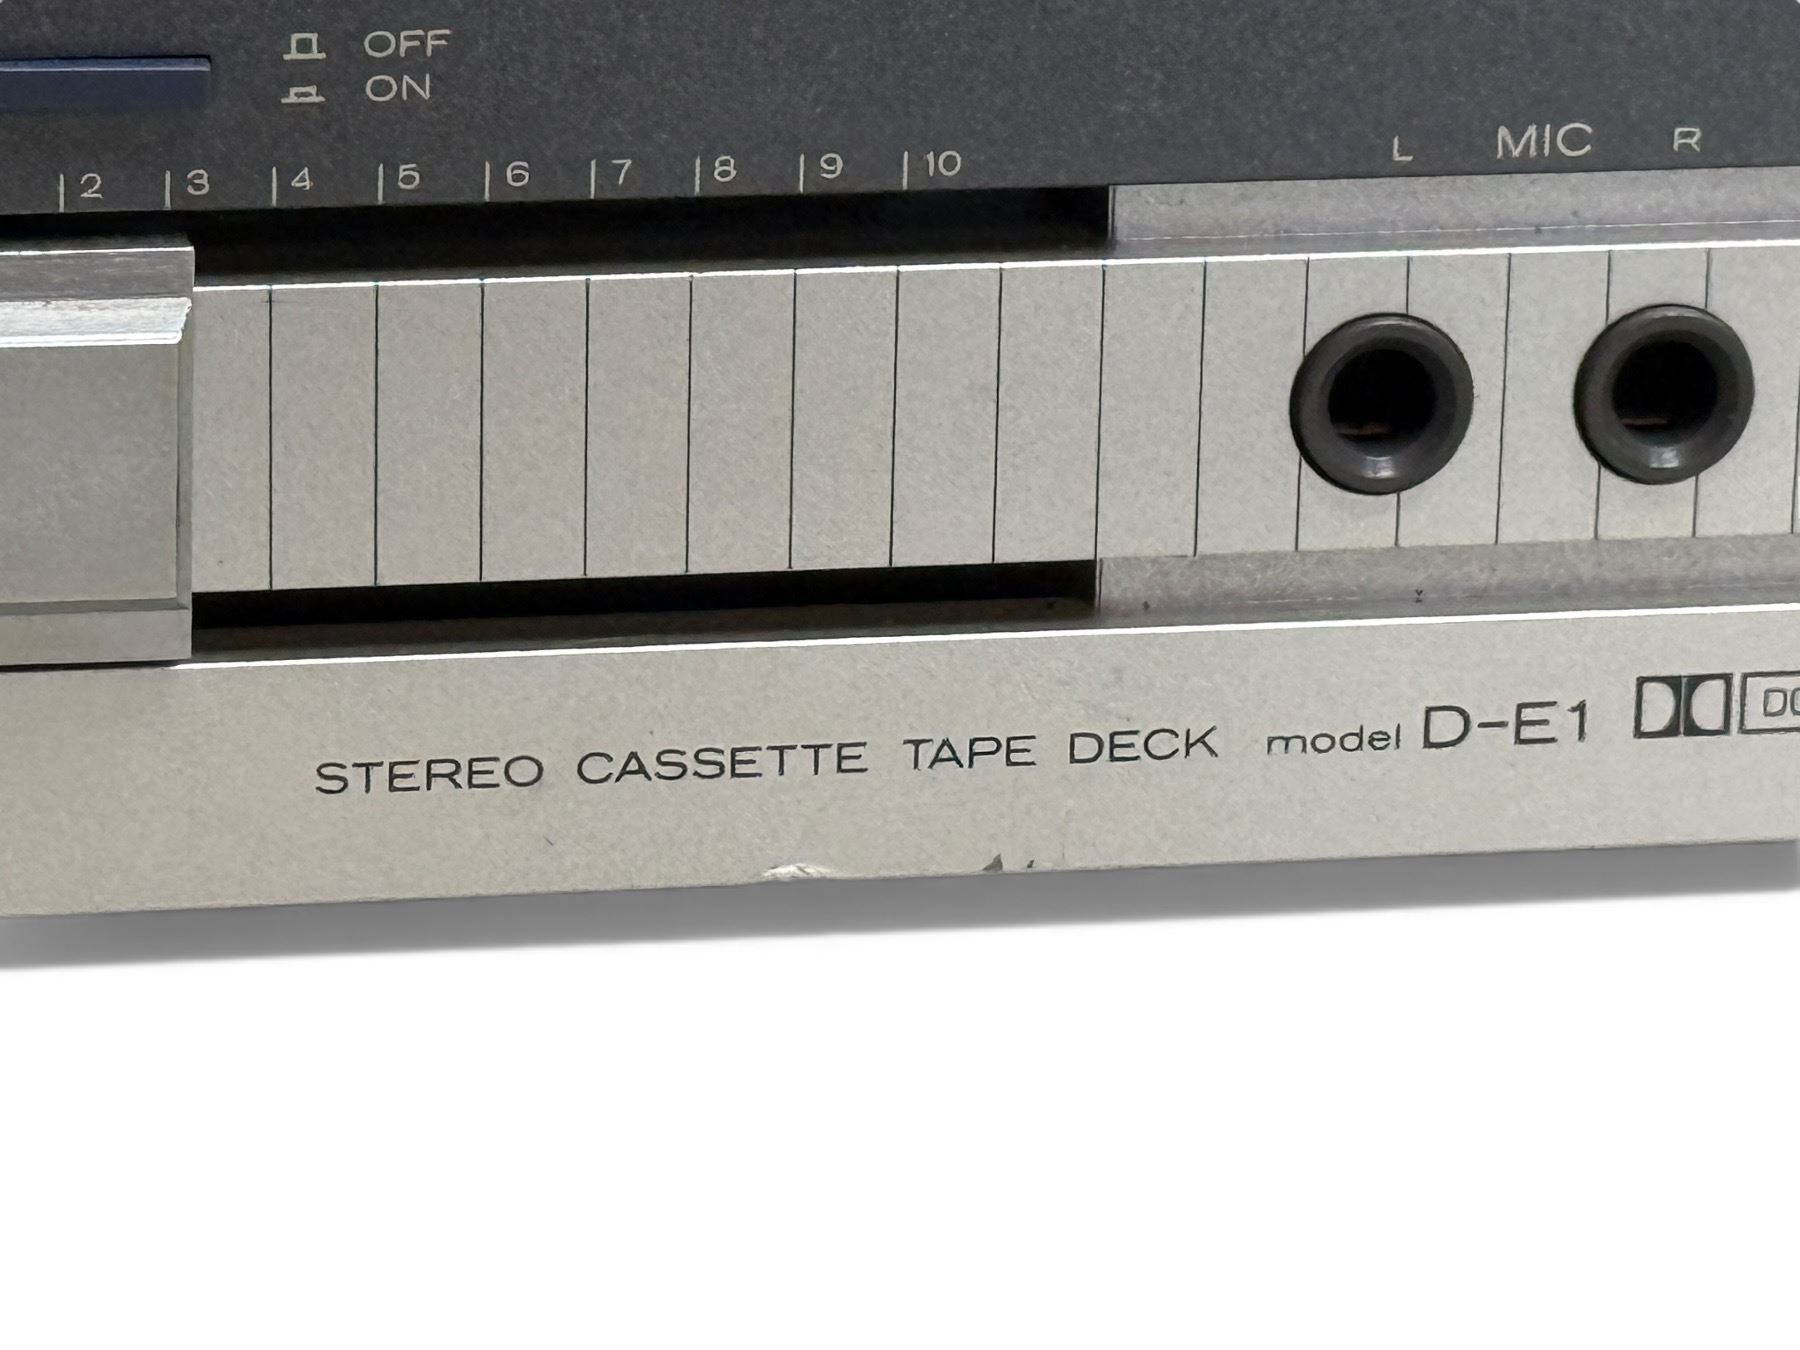 OFF
ON
L MIC R
2 3 4 5 6 7 8 9 10
STEREO CASSETTE TAPE DECK model D-E1